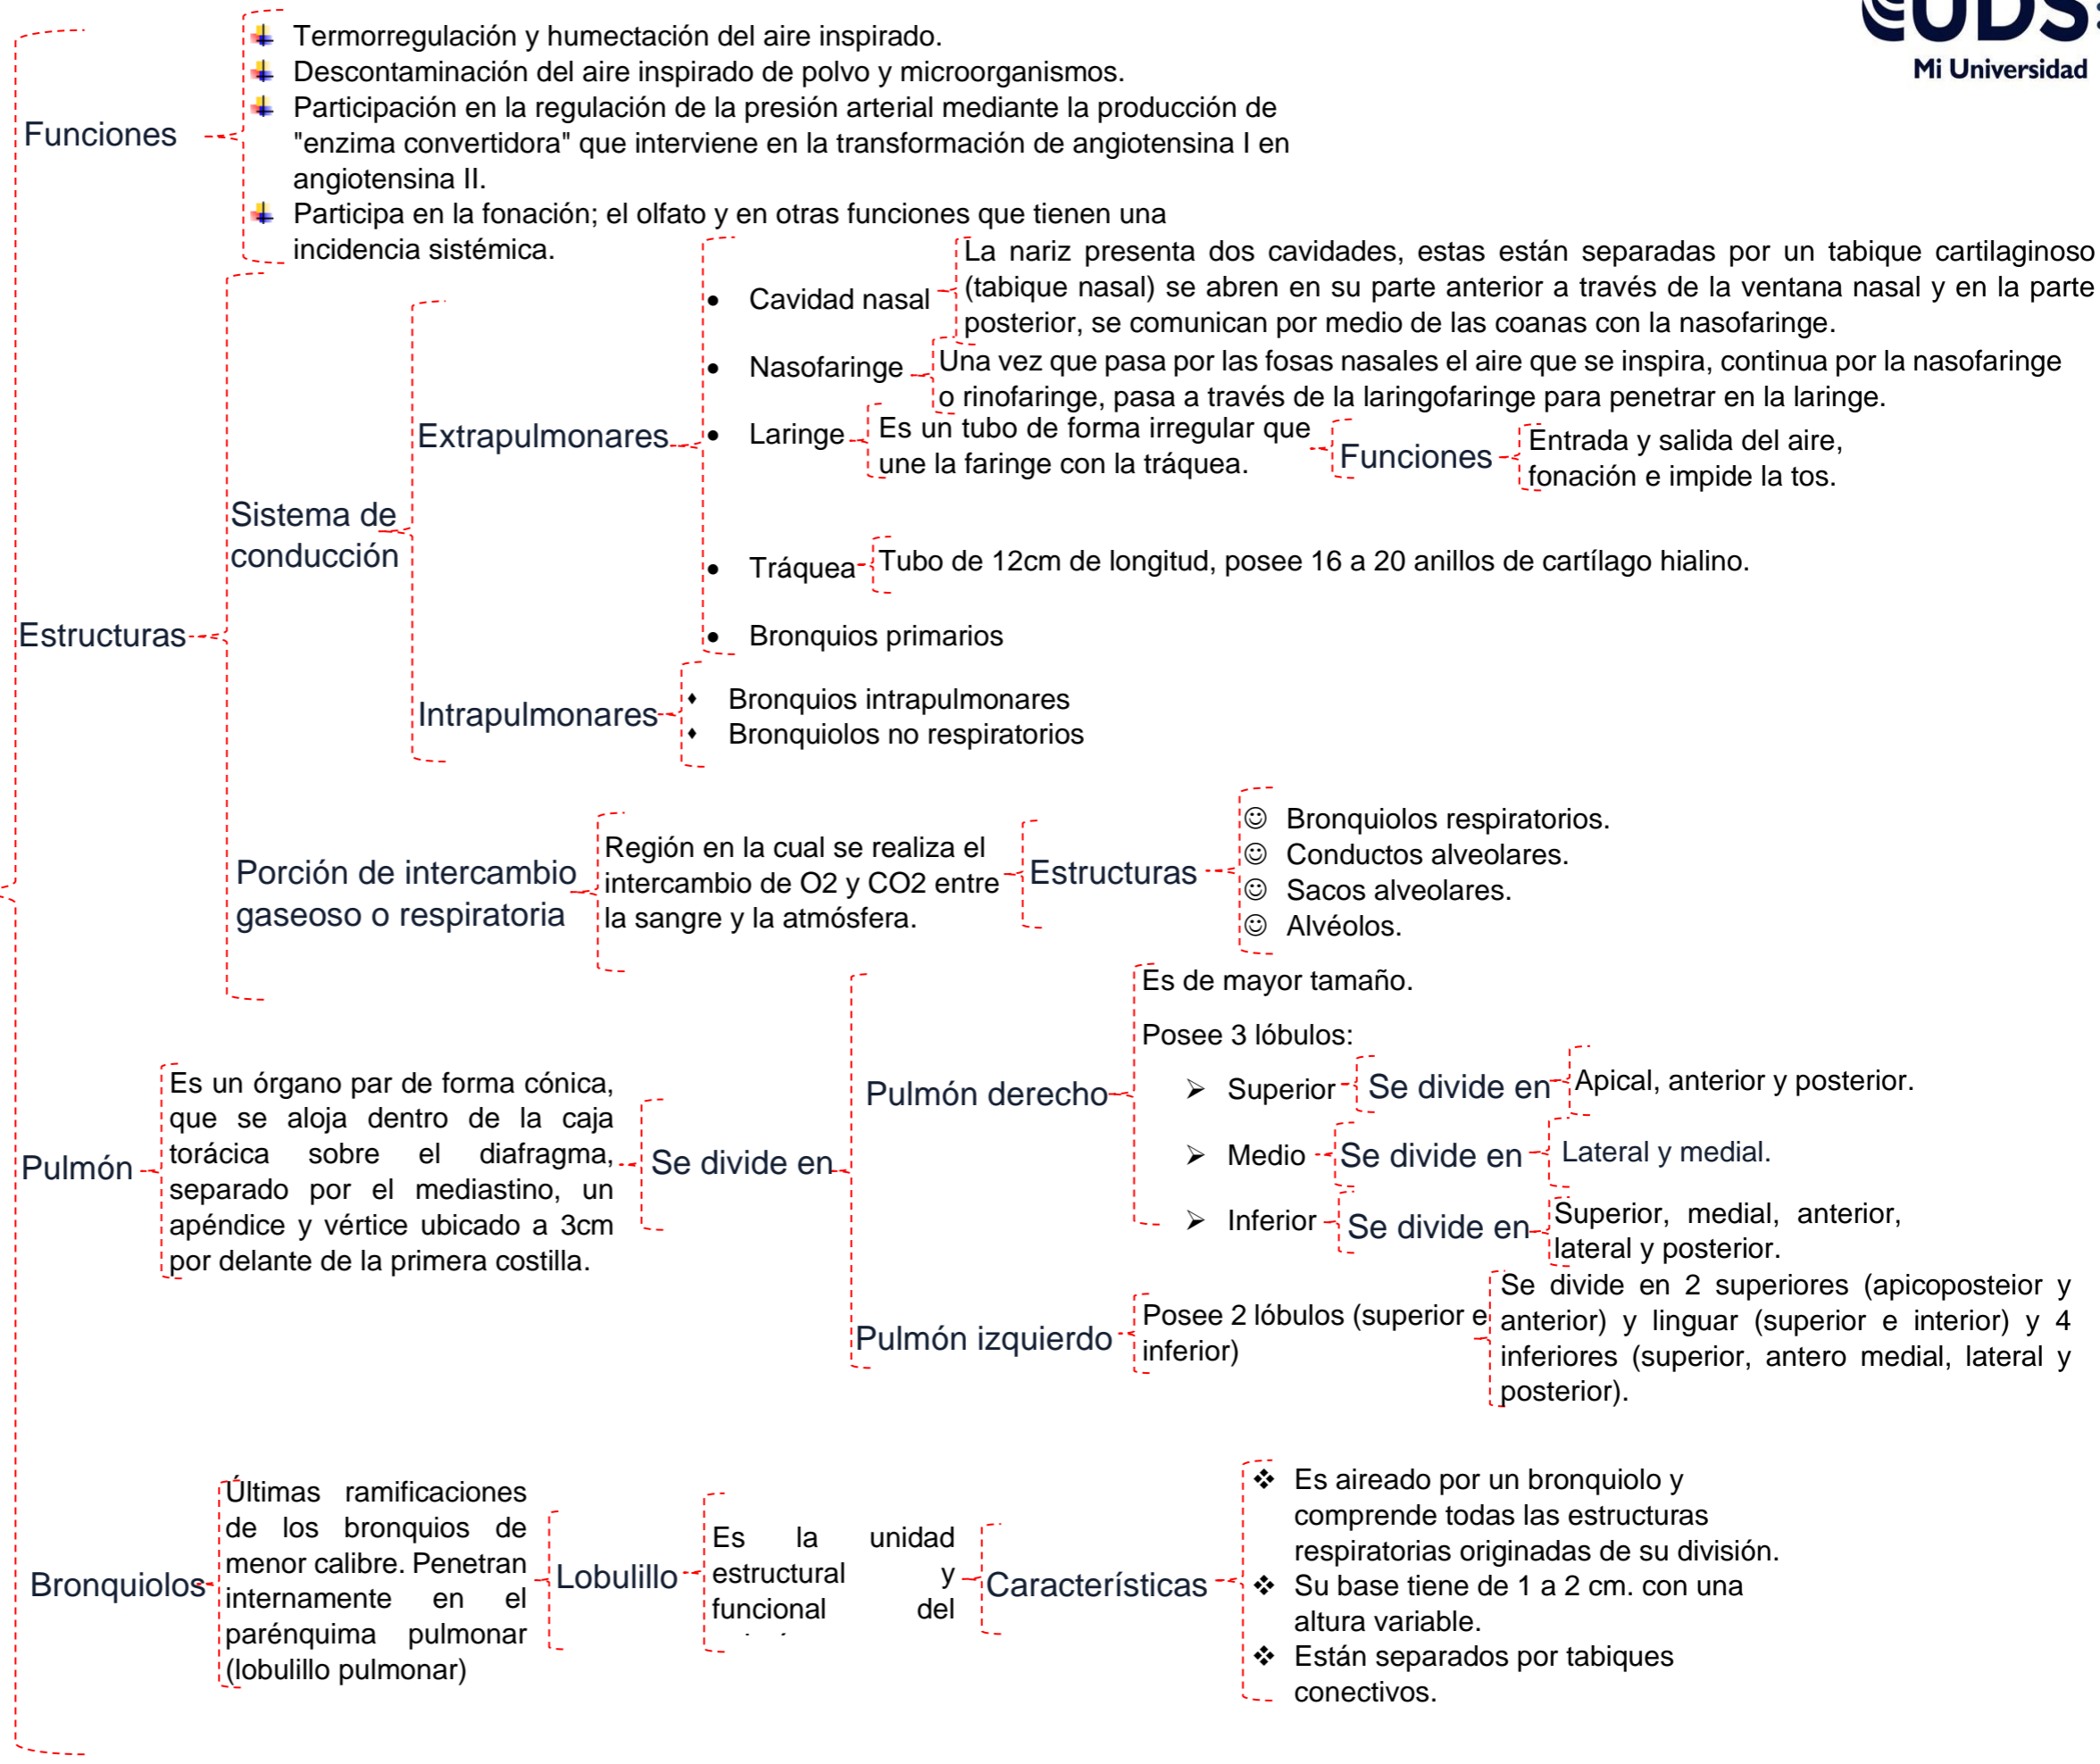 UDS
Mi Universidad
Funciones
Termorregulación y humectación del aire inspirado.
Descontaminación del aire inspirado de polvo y microorganismos.
Participación en la regulación de la presión arterial mediante la producción de
"enzima convertidora" que interviene en la transformación de angiotensina I en
angiotensina II.
Participa en la fonación; el olfato y en otras funciones que tienen una
incidencia sistémica.
Estructuras
Sistema de
conducción
Extrapulmonares
Cavidad nasal
La nariz presenta dos cavidades, estas están separadas por un tabique cartilaginoso
(tabique nasal) se abren en su parte anterior a través de la ventana nasal y en la parte
posterior, se comunican por medio de las coanas con la nasofaringe.
Nasofaringe
Una vez que pasa por las fosas nasales el aire que se inspira, continua por la nasofaringe
o rinofaringe, pasa a través de la laringofaringe para penetrar en la laringe.
Laringe
Es un tubo de forma irregular que
une la faringe con la tráquea.
Funciones
Entrada y salida del aire,
fonación e impide la tos.
Tráquea
Tubo de 12cm de longitud, posee 16 a 20 anillos de cartílago hialino.
Bronquios primarios
Intrapulmonares
Bronquios intrapulmonares
Bronquiolos no respiratorios
Porción de intercambio
gaseoso o respiratoria
Región en la cual se realiza el
intercambio de O2 y CO2 entre
la sangre y la atmósfera.
Estructuras
Bronquiolos respiratorios.
Conductos alveolares.
Sacos alveolares.
Alvéolos.
Pulmón
Es un órgano par de forma cónica,
que se aloja dentro de la caja
torácica sobre el diafragma,
separado por el mediastino, un
apéndice y vértice ubicado a 3cm
por delante de la primera costilla.
Se divide en
Pulmón derecho
Es de mayor tamaño.
Posee 3 lóbulos:
Superior
Se divide en
Apical, anterior y posterior.
Medio
Se divide en
Lateral y medial.
Inferior
Se divide en
Superior, medial, anterior,
lateral y posterior.
Pulmón izquierdo
Posee 2 lóbulos (superior e
inferior)
Se divide en 2 superiores (apicoposteior y
anterior) y linguar (superior e interior) y 4
inferiores (superior, antero medial, lateral y
posterior).
Bronquiolos
Últimas ramificaciones
de los bronquios de
menor calibre. Penetran
internamente en el
parénquima pulmonar
(lobulillo pulmonar)
Lobulillo
Es la unidad
estructural y
funcional del
Características
Es aireado por un bronquiolo y
comprende todas las estructuras
respiratorias originadas de su división.
Su base tiene de 1 a 2 cm. con una
altura variable.
Están separados por tabiques
conectivos.